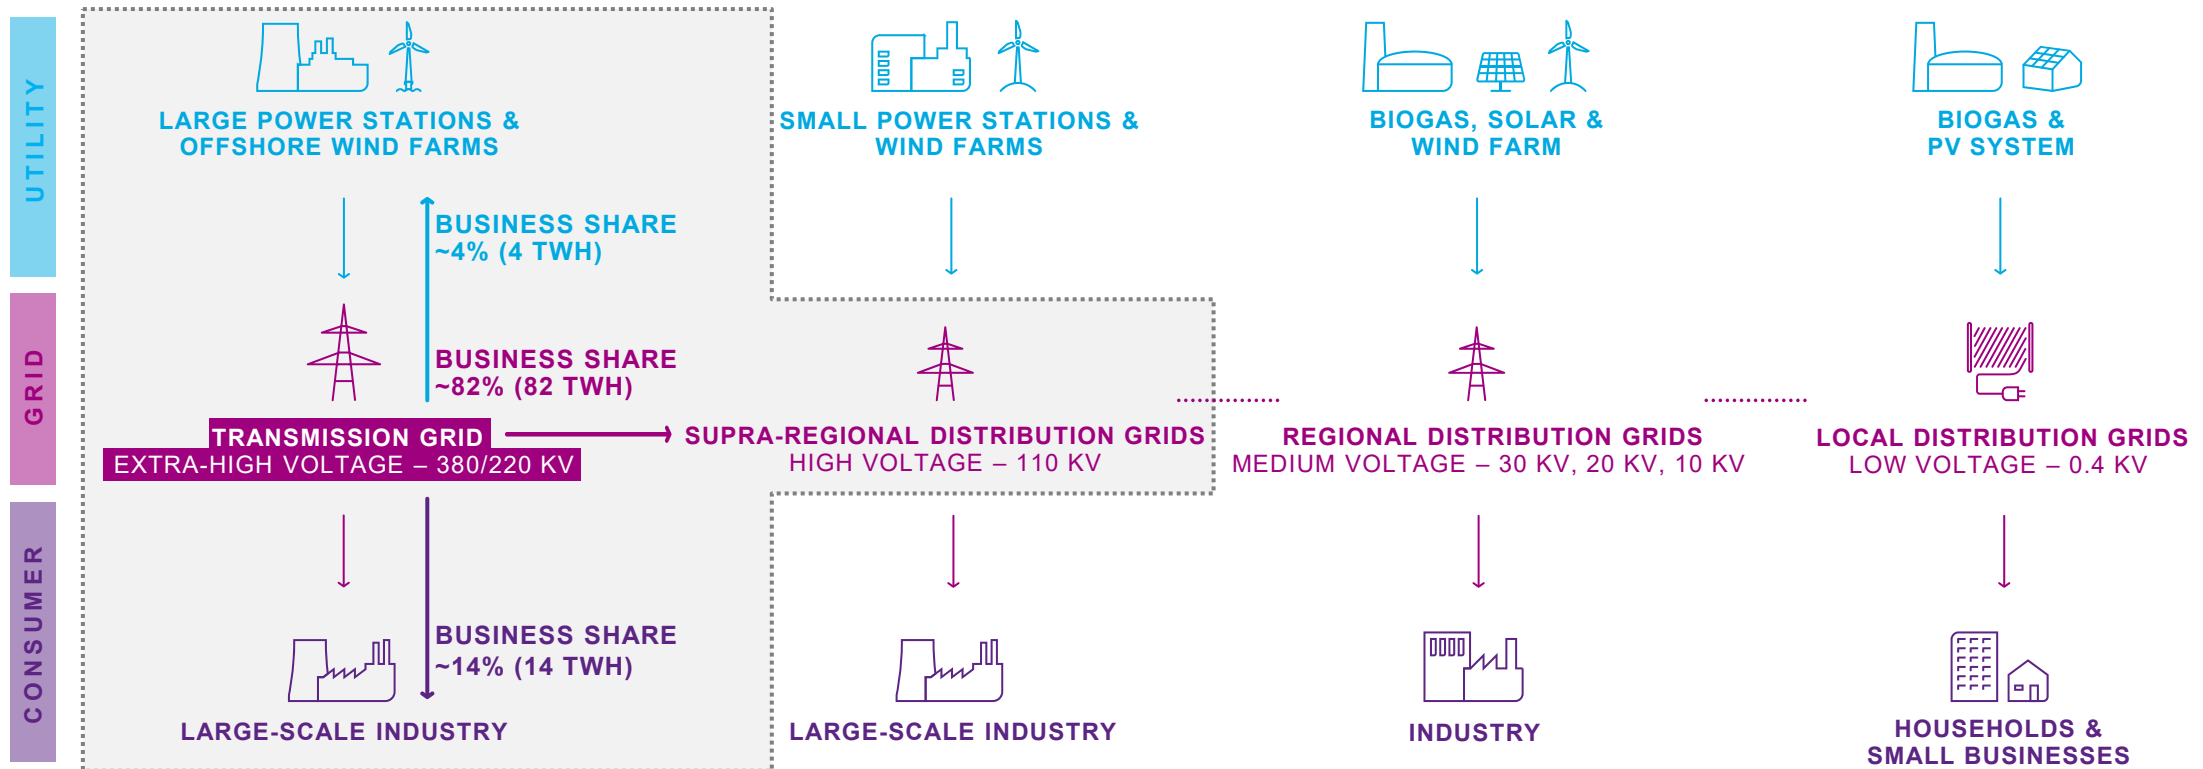 UTILITY
LARGE POWER STATIONS &
OFFSHORE WIND FARMS
SMALL POWER STATIONS &
WIND FARMS
BIOGAS, SOLAR &
WIND FARM
BIOGAS &
PV SYSTEM
BUSINESS SHARE
~4% (4 TWH)
GRID
BUSINESS SHARE
~82% (82 TWH)
TRANSMISSION GRID
EXTRA-HIGH VOLTAGE – 380/220 KV
SUPRA-REGIONAL DISTRIBUTION GRIDS
HIGH VOLTAGE – 110 KV
REGIONAL DISTRIBUTION GRIDS
MEDIUM VOLTAGE – 30 KV, 20 KV, 10 KV
LOCAL DISTRIBUTION GRIDS
LOW VOLTAGE – 0.4 KV
CONSUMER
BUSINESS SHARE
~14% (14 TWH)
LARGE-SCALE INDUSTRY
LARGE-SCALE INDUSTRY
INDUSTRY
HOUSEHOLDS &
SMALL BUSINESSES